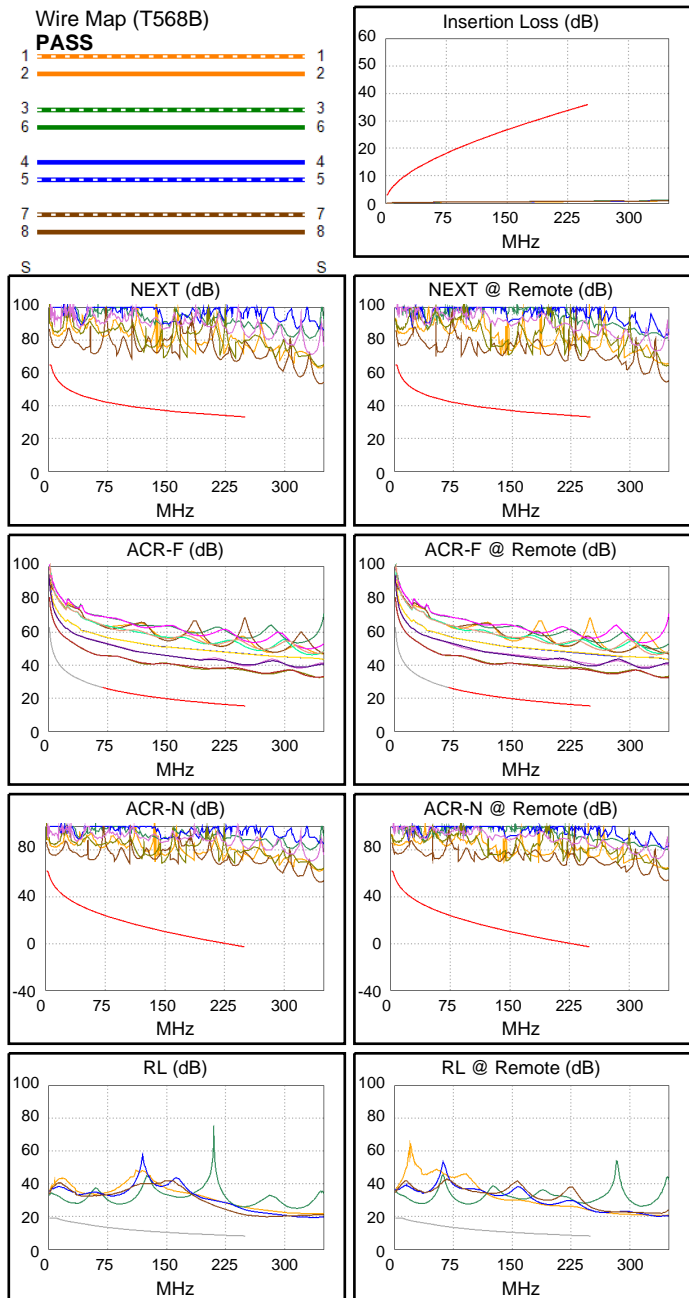 Wire Map (T568B)
PASS
1 1
2 2
3 3
6 6
4 4
5 5
7 7
8 8
S S
Insertion Loss (dB)
60
50
40
30
20
10
0
0 75 150 225 300
MHz
NEXT (dB)
100
80
60
40
20
0
0 75 150 225 300
MHz
NEXT @ Remote (dB)
100
80
60
40
20
0
0 75 150 225 300
MHz
ACR-F (dB)
100
80
60
40
20
0
0 75 150 225 300
MHz
ACR-F @ Remote (dB)
100
80
60
40
20
0
0 75 150 225 300
MHz
ACR-N (dB)
80
40
0
-40
0 75 150 225 300
MHz
ACR-N @ Remote (dB)
80
40
0
-40
0 75 150 225 300
MHz
RL (dB)
100
80
60
40
20
0
0 75 150 225 300
MHz
RL @ Remote (dB)
100
80
60
40
20
0
0 75 150 225 300
MHz